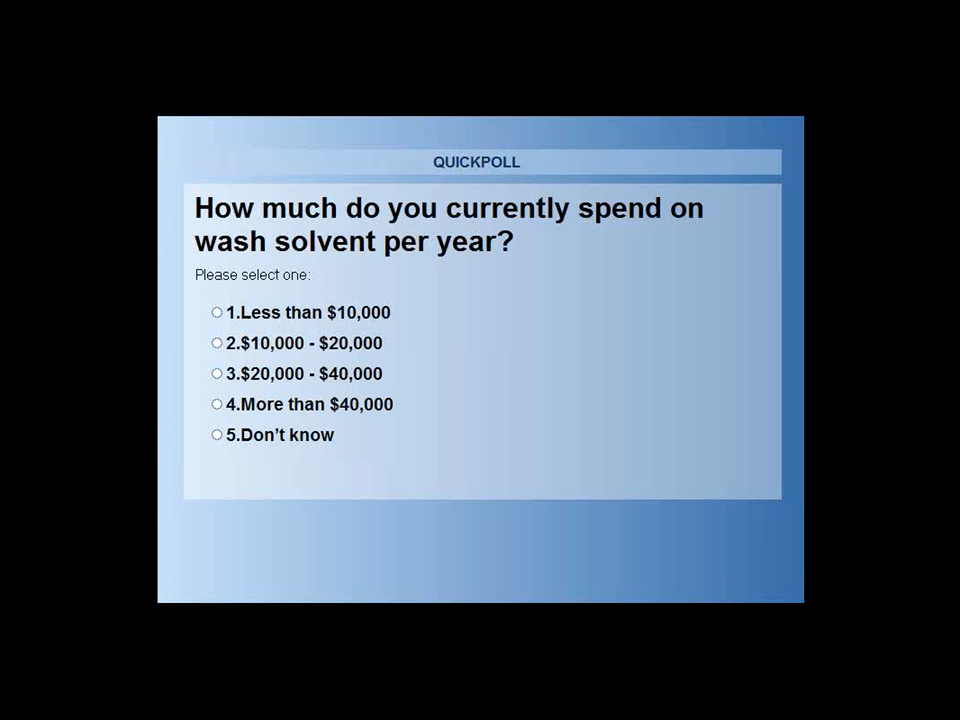 QUICKPOLL
How much do you currently spend on
wash solvent per year?
Please select one:
1.Less than $10,000
2.$10,000 - $20,000
3.$20,000 - $40,000
4.More than $40,000
5.Don’t know